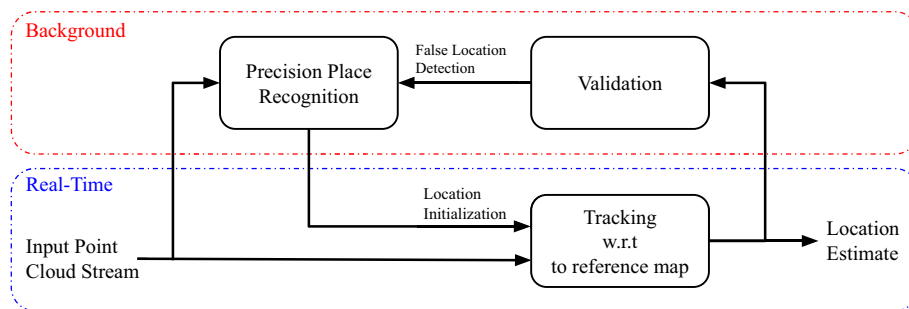 Background
Precision Place
Recognition
False Location
Detection
Validation
Real-Time
Location
Initialization
Input Point
Cloud Stream
Tracking
w.r.t
to reference map
Location
Estimate